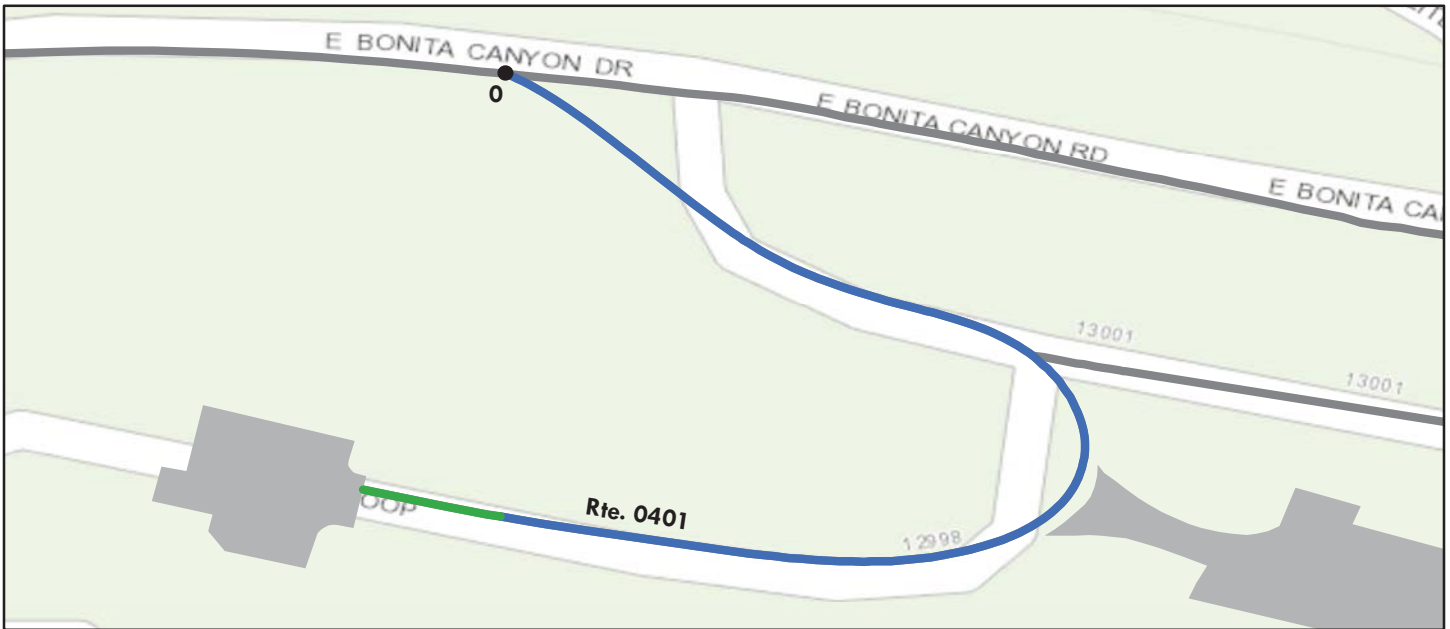 E BONITA CANYON DR
0
E BONITA CANYON RD
E BONITA CA
13001
13001
OOP
Rte. 0401
12998